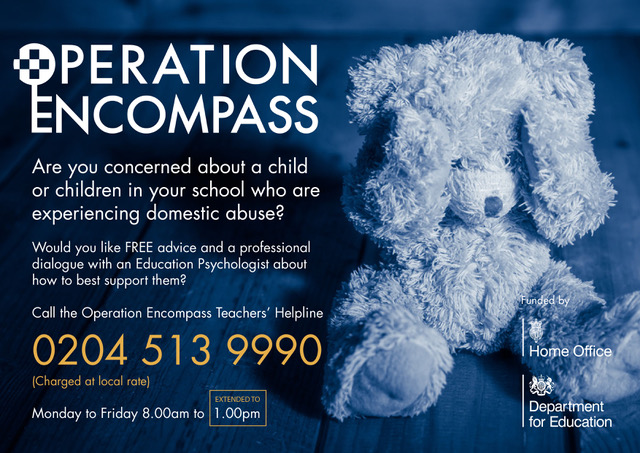 OPERATION
ENCOMPASS
Are you concerned about a child
or children in your school who are
experiencing domestic abuse?
Would you like FREE advice and a professional
dialogue with an Education Psychologist about
how to best support them?
Call the Operation Encompass Teachers’ Helpline
0204 513 9990
(Charged at local rate)
EXTENDED TO
Monday to Friday 8.00am to 1.00pm
Funded by
Home Office
Department
for Education